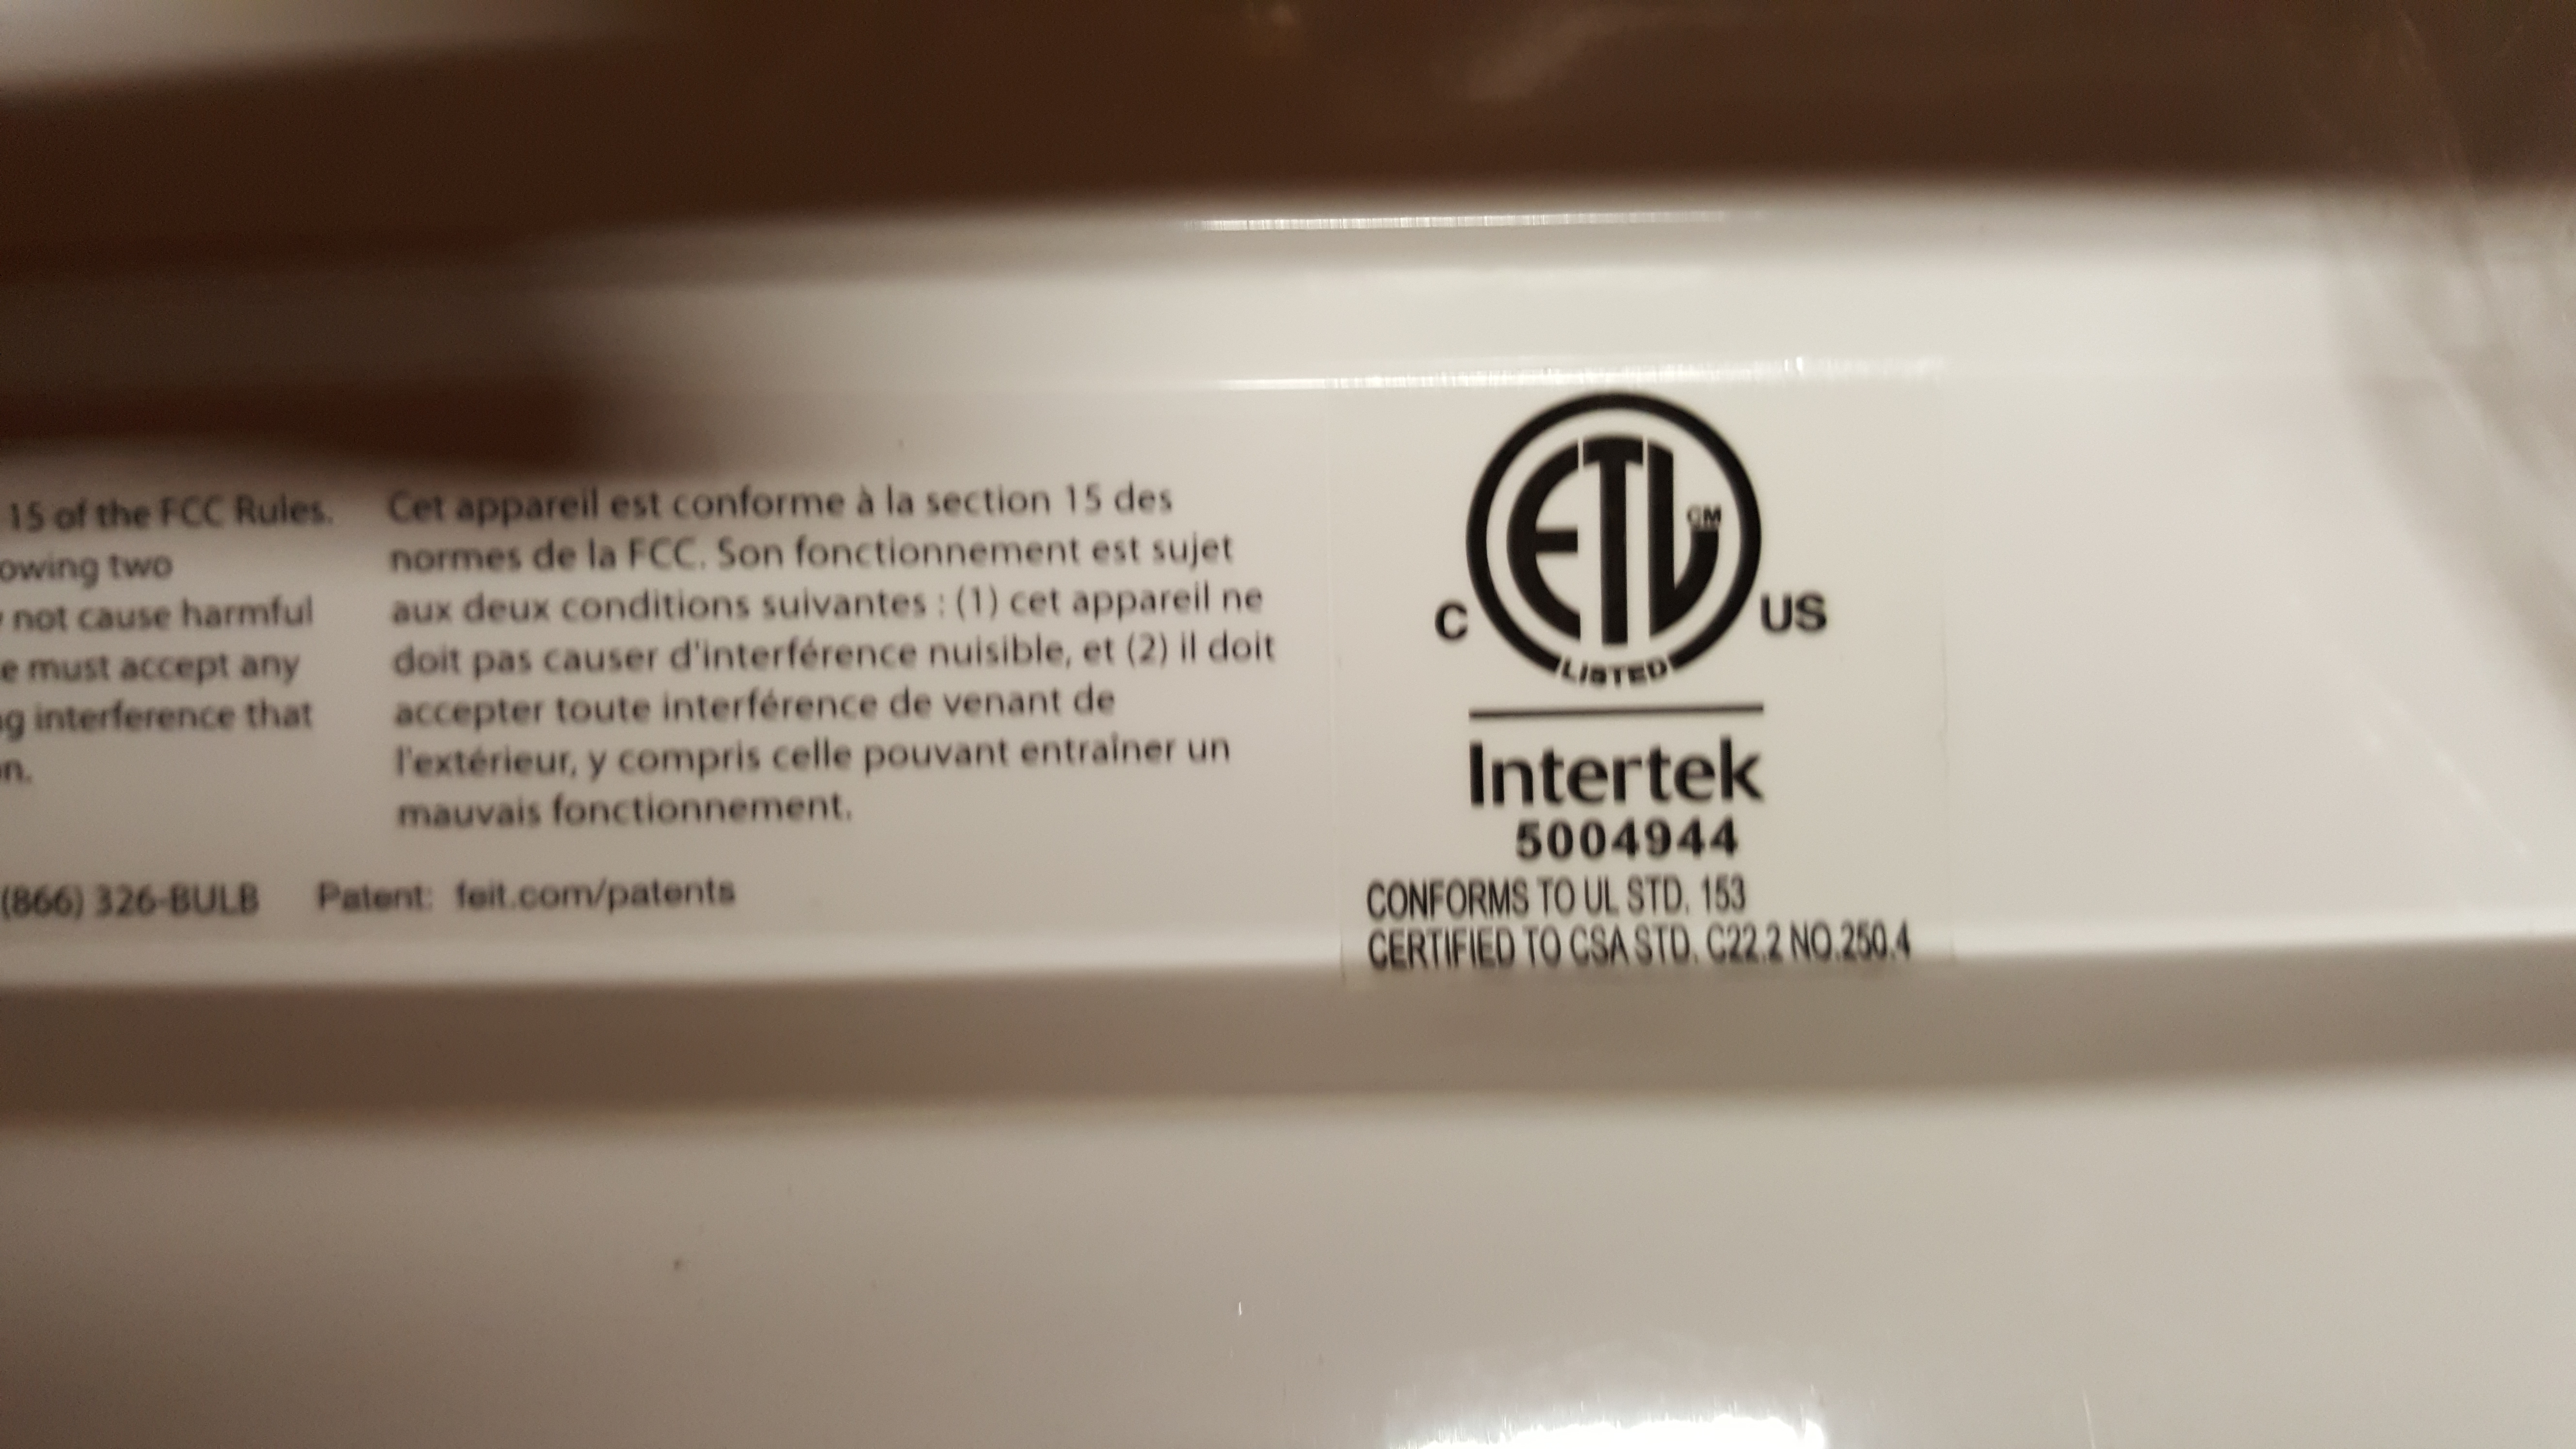 15 of the FCC Rules.
owing two
not cause harmful
e must accept any
g interference that
n.
Cet appareil est conforme à la section 15 des
normes de la FCC. Son fonctionnement est sujet
aux deux conditions suivantes : (1) cet appareil ne
doit pas causer d'interférence nuisible, et (2) il doit
accepter toute interférence de venant de
l'extérieur, y compris celle pouvant entraîner un
mauvais fonctionnement.
(866) 326-BULB Patent: feit.com/patents
ETL CM
C US
LISTED
Intertek
5004944
CONFORMS TO UL STD. 153
CERTIFIED TO CSA STD. C22.2 NO.250.4